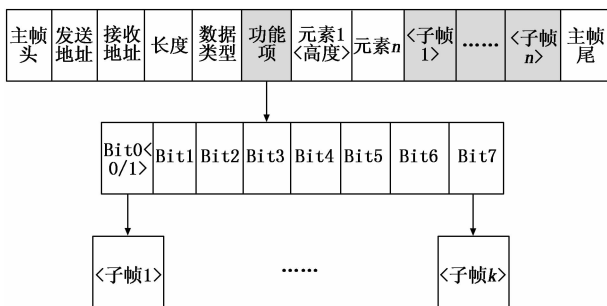 主帧头
发送地址
接收地址
长度
数据类型
功能项
元素1<高度>
元素n
<子帧1>
……
<子帧n>
主帧尾
Bit0<0/1>
Bit1
Bit2
Bit3
Bit4
Bit5
Bit6
Bit7
<子帧1>
……
<子帧k>